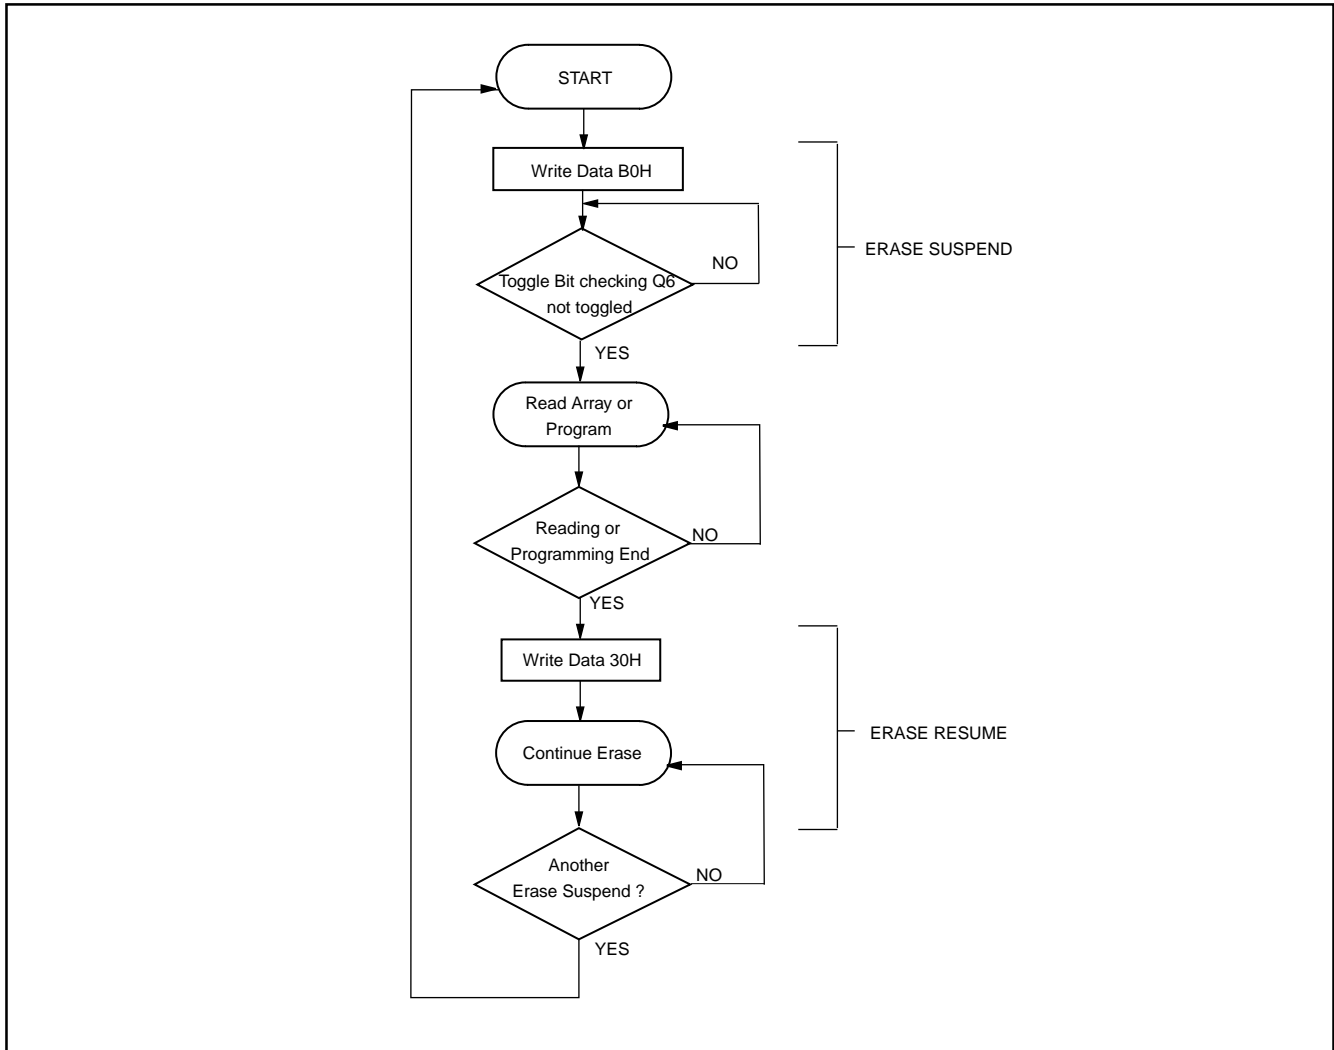 START
Write Data B0H
ERASE SUSPEND
NO
Toggle Bit checking Q6
not toggled
YES
Read Array or
Program
Reading or
NO
Programming End
YES
Write Data 30H
ERASE RESUME
Continue Erase
Another
NO
Erase Suspend ?
YES